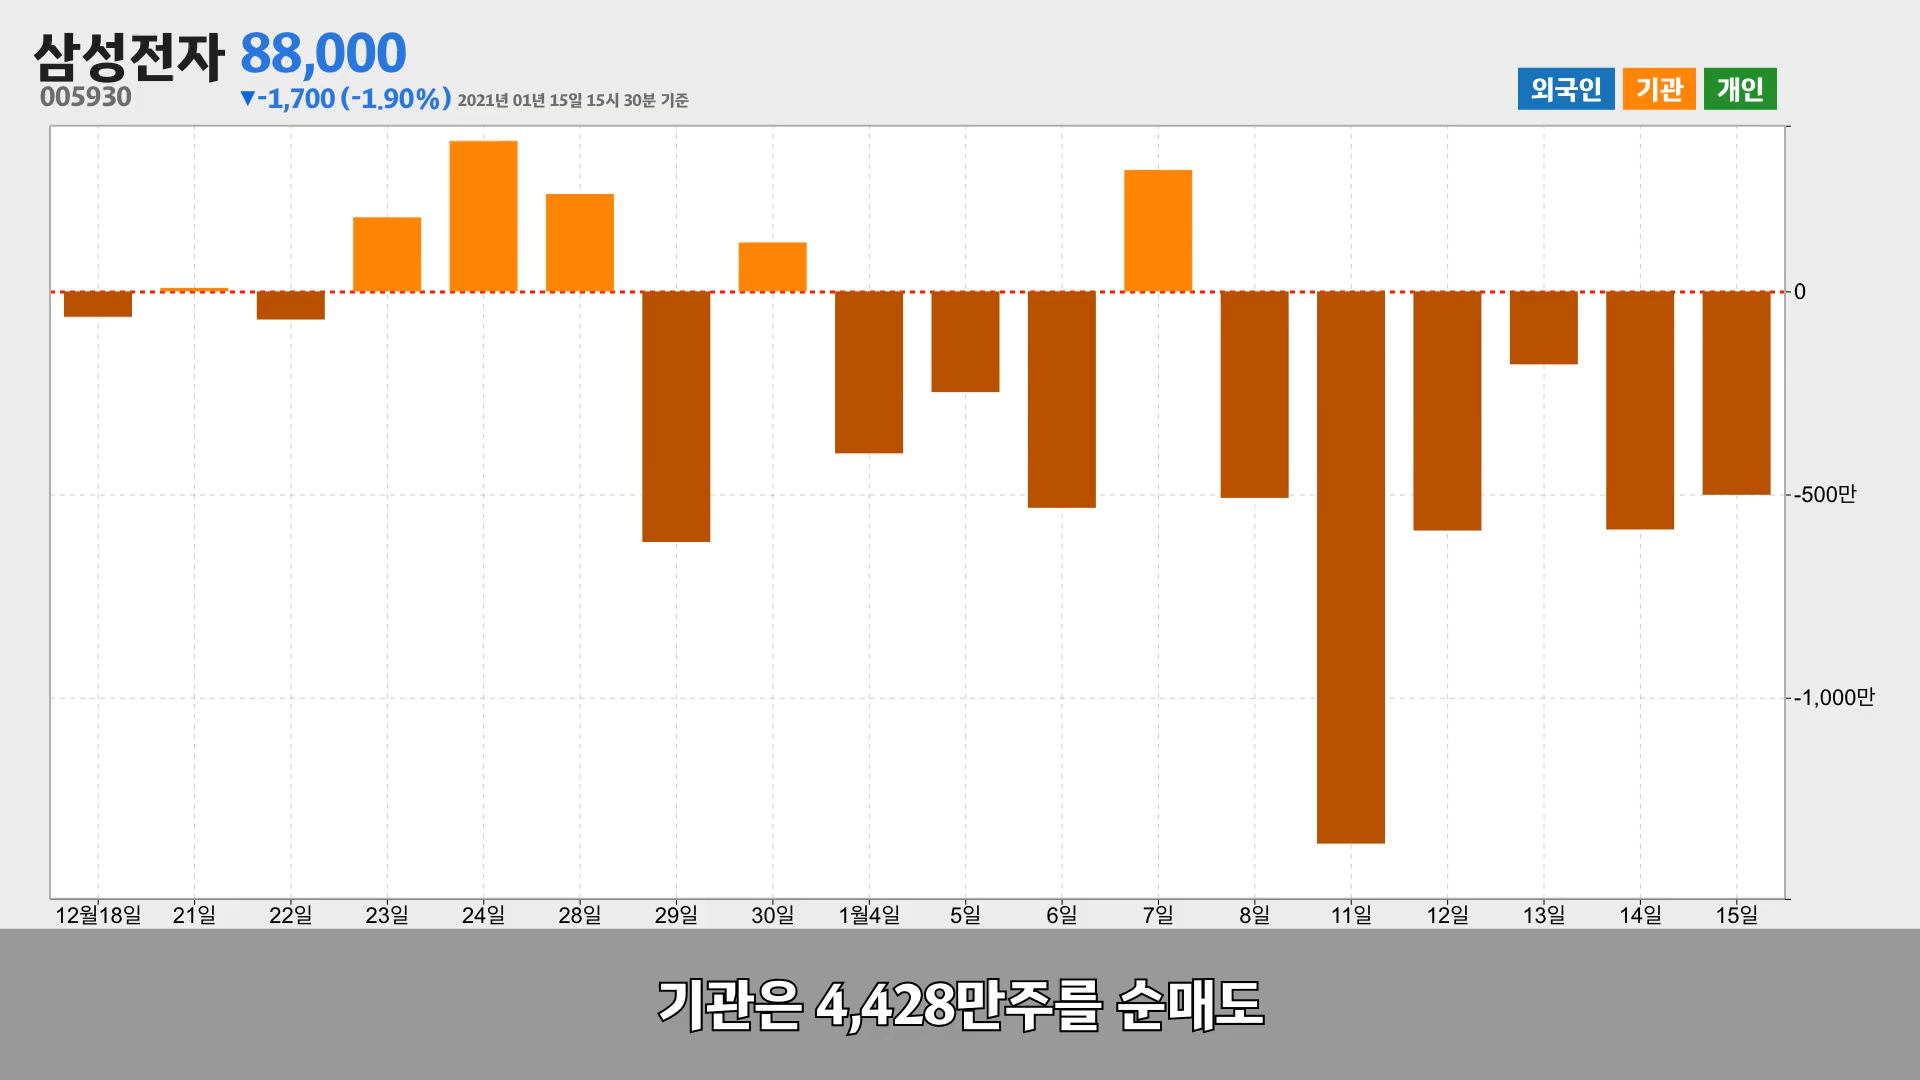 삼성전자 88,000
005930 ▼-1,700 (-1.90%) 2021년 01년 15일 15시 30분 기준
외국인 기관 개인
0
-500만
-1,000만
12월18일 21일 22일 23일 24일 28일 29일 30일 1월4일 5일 6일 7일 8일 11일 12일 13일 14일 15일
기관은 4,428만주를 순매도